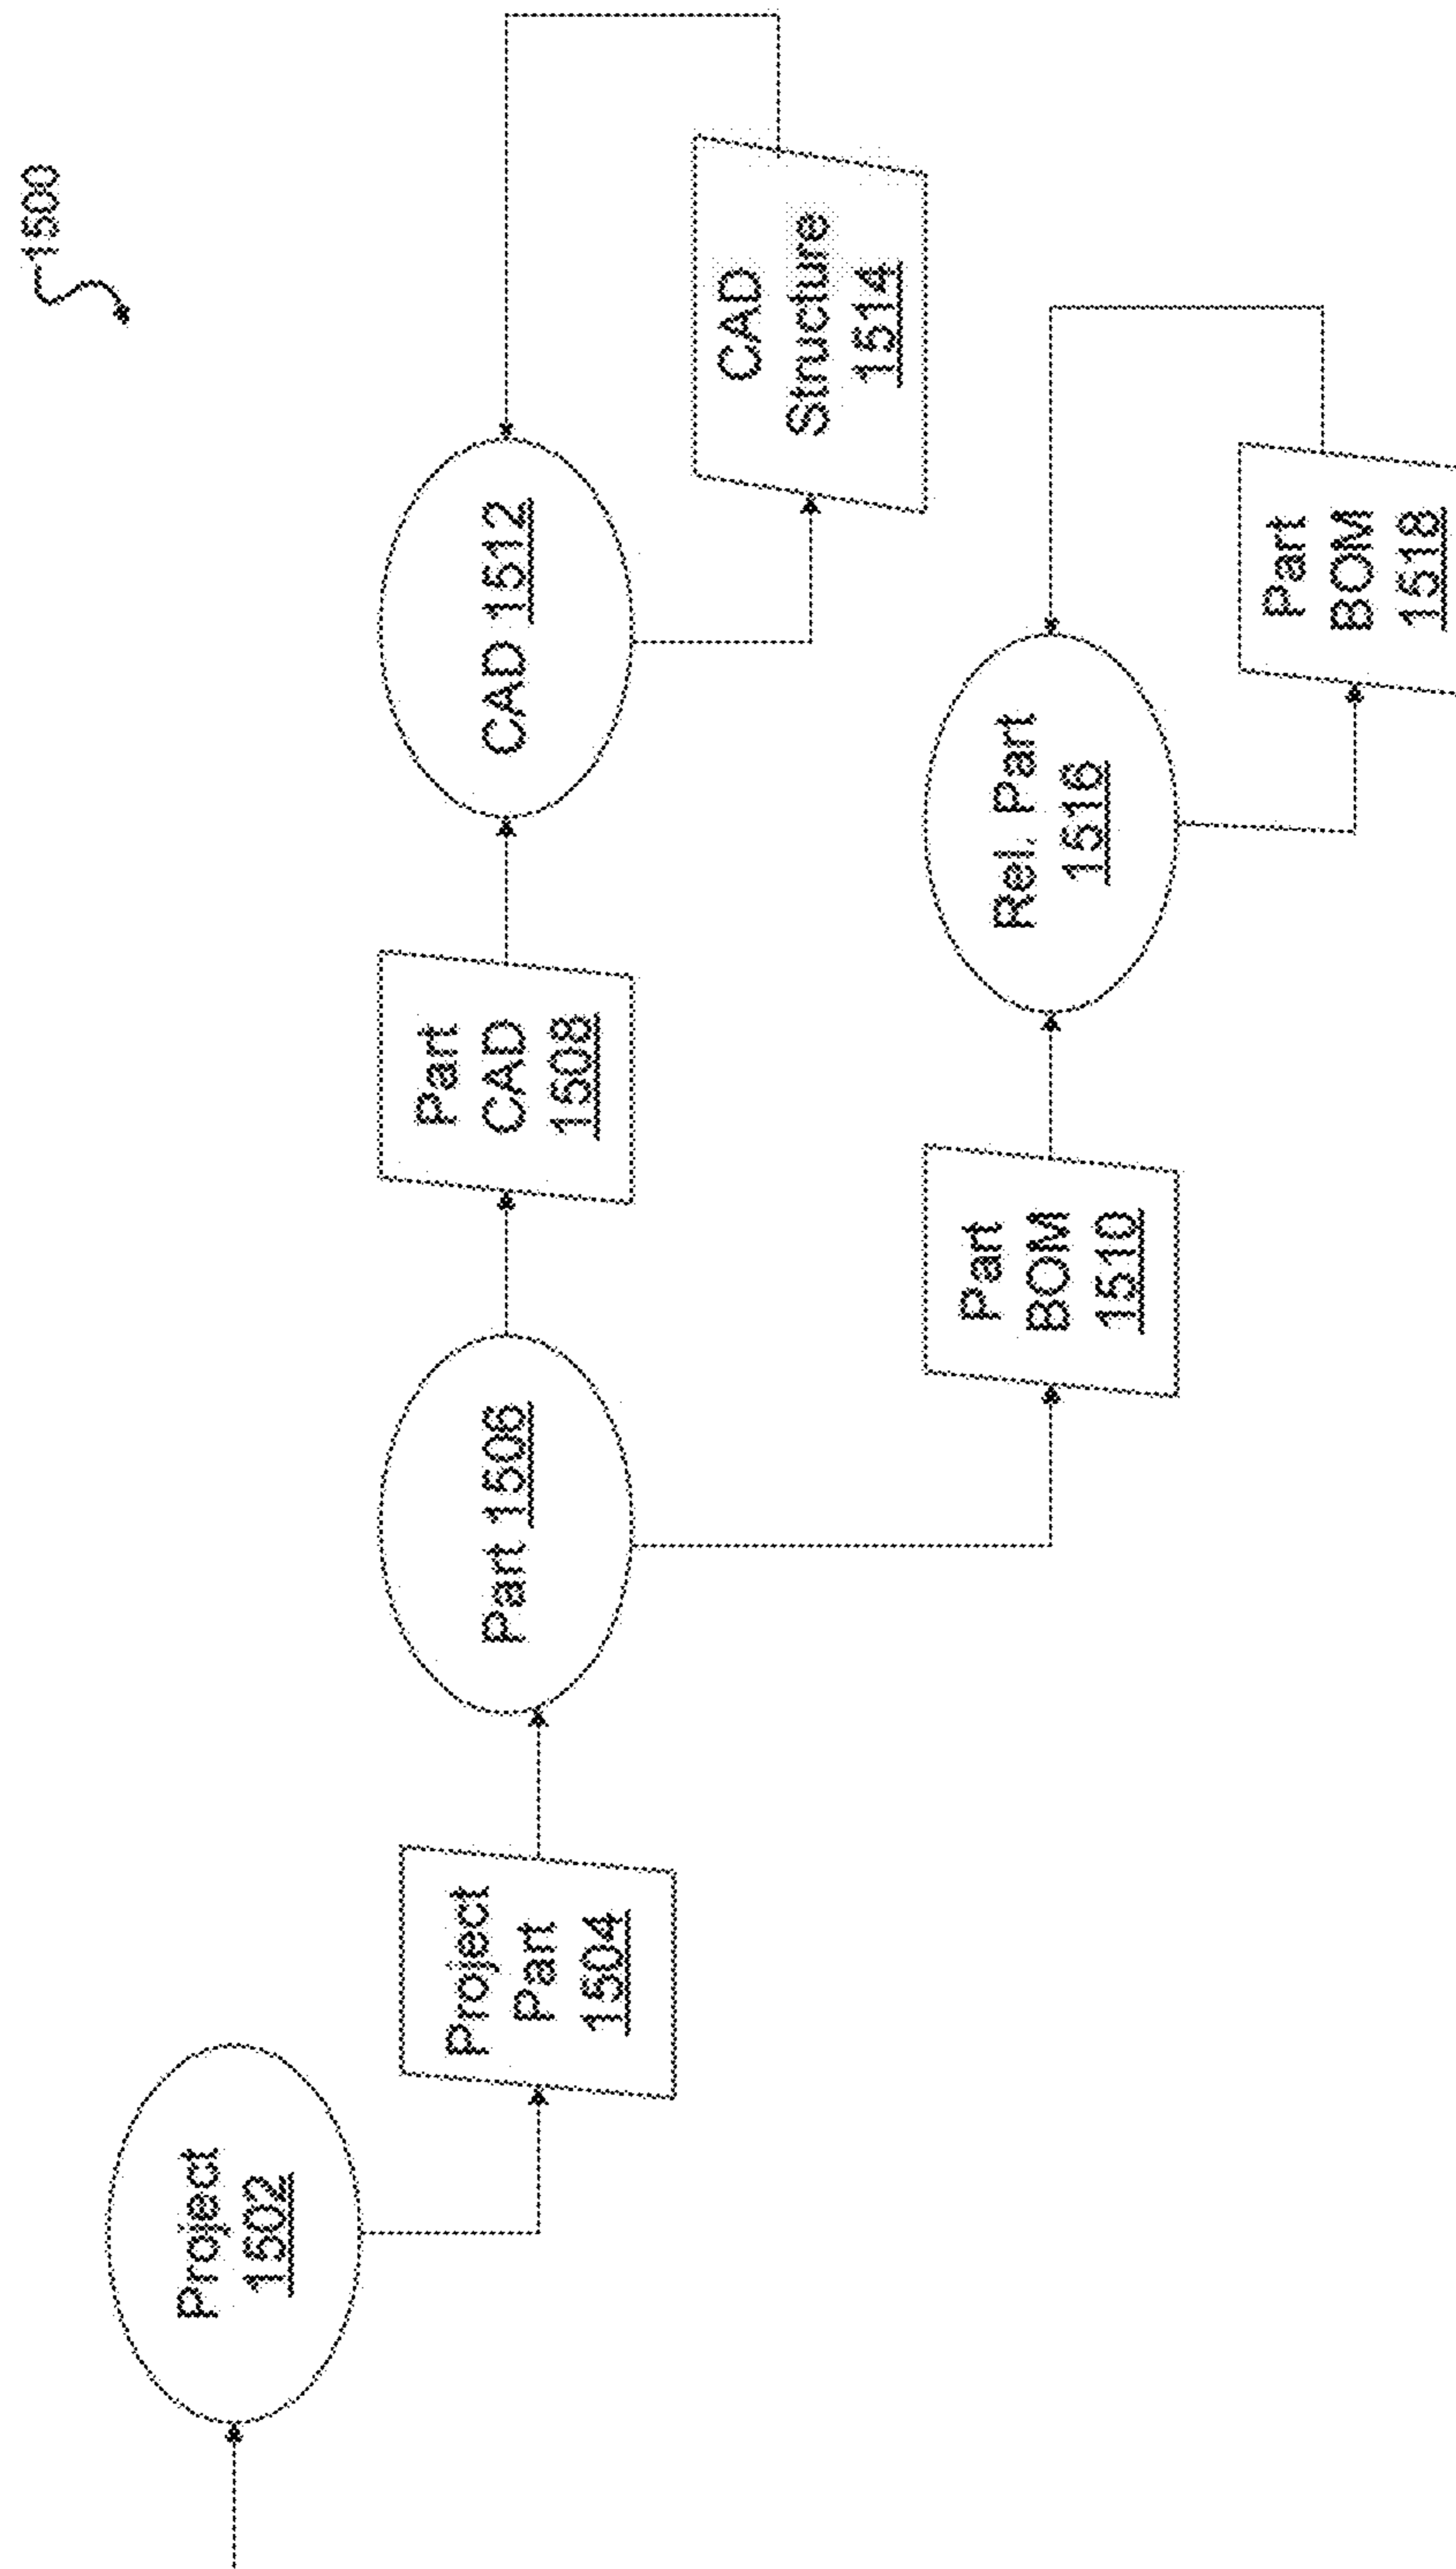 1500
Project
1502
Project
Part
1504
Part 1506
Part
CAD
1508
CAD 1512
CAD
Structure
1514
Part
BOM
1510
Rel. Part
1516
Part
BOM
1518